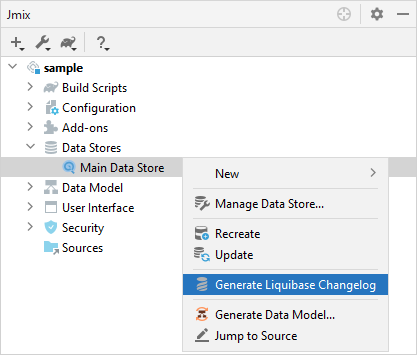 Jmix
sample
Build Scripts
Configuration
Add-ons
Data Stores
Main Data Store
Data Model
User Interface
Security
Sources
New
Manage Data Store...
Recreate
Update
Generate Liquibase Changelog
Generate Data Model...
Jump to Source